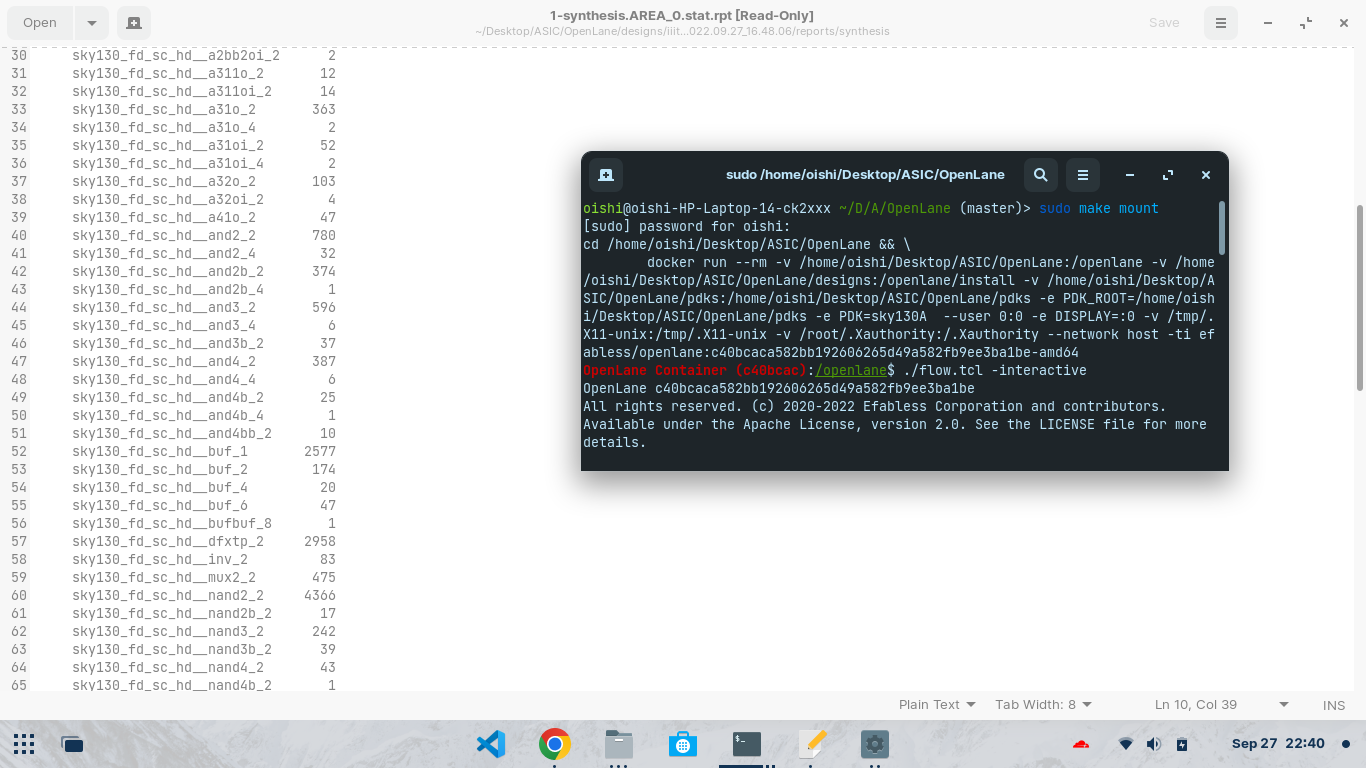 Open
1-synthesis.AREA_0.stat.rpt [Read-Only]
~/Desktop/ASIC/OpenLane/designs/iiit...022.09.27_16.48.06/reports/synthesis
Save
30 sky130_fd_sc_hd__a2bb2oi_2 2
31 sky130_fd_sc_hd__a311o_2 12
32 sky130_fd_sc_hd__a311oi_2 14
33 sky130_fd_sc_hd__a31o_2 363
34 sky130_fd_sc_hd__a31o_4 2
35 sky130_fd_sc_hd__a31oi_2 52
36 sky130_fd_sc_hd__a31oi_4 2
37 sky130_fd_sc_hd__a32o_2 103
38 sky130_fd_sc_hd__a32oi_2 4
39 sky130_fd_sc_hd__a41o_2 47
40 sky130_fd_sc_hd__and2_2 780
41 sky130_fd_sc_hd__and2_4 32
42 sky130_fd_sc_hd__and2b_2 374
43 sky130_fd_sc_hd__and2b_4 1
44 sky130_fd_sc_hd__and3_2 596
45 sky130_fd_sc_hd__and3_4 6
46 sky130_fd_sc_hd__and3b_2 37
47 sky130_fd_sc_hd__and4_2 387
48 sky130_fd_sc_hd__and4_4 6
49 sky130_fd_sc_hd__and4b_2 25
50 sky130_fd_sc_hd__and4b_4 1
51 sky130_fd_sc_hd__and4bb_2 10
52 sky130_fd_sc_hd__buf_1 2577
53 sky130_fd_sc_hd__buf_2 174
54 sky130_fd_sc_hd__buf_4 20
55 sky130_fd_sc_hd__buf_6 47
56 sky130_fd_sc_hd__bufbuf_8 1
57 sky130_fd_sc_hd__dfxtp_2 2958
58 sky130_fd_sc_hd__inv_2 83
59 sky130_fd_sc_hd__mux2_2 475
60 sky130_fd_sc_hd__nand2_2 4366
61 sky130_fd_sc_hd__nand2b_2 17
62 sky130_fd_sc_hd__nand3_2 242
63 sky130_fd_sc_hd__nand3b_2 39
64 sky130_fd_sc_hd__nand4_2 43
65 sky130_fd_sc_hd__nand4b_2 1
sudo /home/oishi/Desktop/ASIC/OpenLane
oishi@oishi-HP-Laptop-14-ck2xxx ~/D/A/OpenLane (master)> sudo make mount
[sudo] password for oishi:
cd /home/oishi/Desktop/ASIC/OpenLane && \
docker run --rm -v /home/oishi/Desktop/ASIC/OpenLane:/openlane -v /home
/oishi/Desktop/ASIC/OpenLane/designs:/openlane/install -v /home/oishi/Desktop/A
SIC/OpenLane/pdks:/home/oishi/Desktop/ASIC/OpenLane/pdks -e PDK_ROOT=/home/oish
i/Desktop/ASIC/OpenLane/pdks -e PDK=sky130A  --user 0:0 -e DISPLAY=:0 -v /tmp/.
X11-unix:/tmp/.X11-unix -v /root/.Xauthority:/.Xauthority --network host -ti ef
abless/openlane:c40bcaca582bb192606265d49a582fb9ee3ba1be-amd64
OpenLane Container (c40bcac):/openlane$ ./flow.tcl -interactive
OpenLane c40bcaca582bb192606265d49a582fb9ee3ba1be
All rights reserved. (c) 2020-2022 Efabless Corporation and contributors.
Available under the Apache License, version 2.0. See the LICENSE file for more
details.
Plain Text
Tab Width: 8
Ln 10, Col 39
INS
Sep 27 22:40